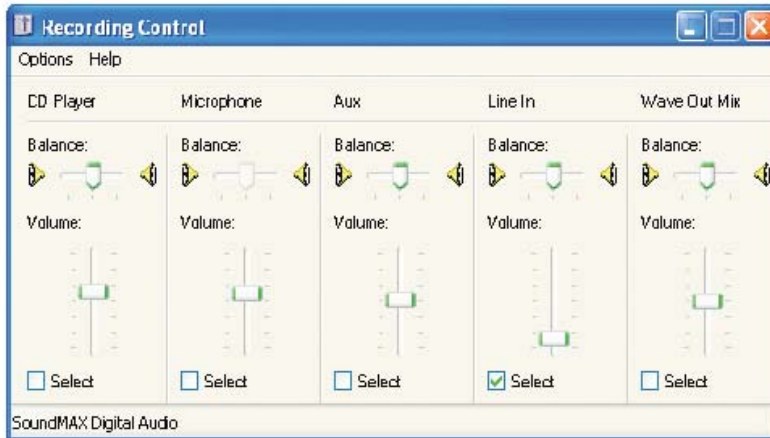 Recording Control
Options Help
CD Player Microphone Aux Line In Wave Out Mix
Balance: Balance: Balance: Balance: Balance:
Volume: Volume: Volume: Volume: Volume:
Select Select Select Select Select
SoundMAX Digital Audio